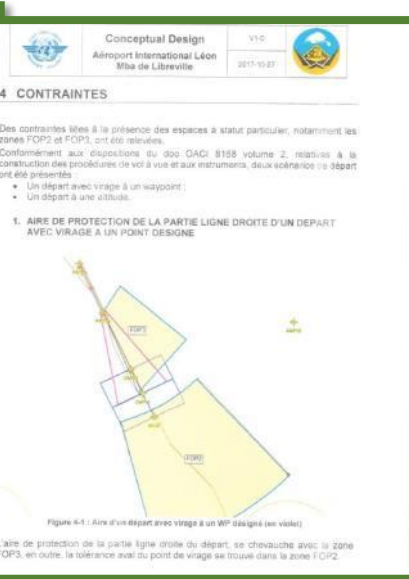 Conceptual Design
V1-0
Aéroport International Léon
Mba de Libreville
2017-10-27
4 CONTRAINTES
Des contraintes liées à la présence des espaces à statut particulier, notamment les
zones FOP2 et FOP3, ont été relevées.
Conformément aux dispositions du doc OACI 8168 volume 2, relatives à la
construction des procédures de vol à vue et aux instruments, deux scénarios de départ
ont été présentés
• Un départ avec virage à un waypoint ;
• Un départ à une altitude.
1. AIRE DE PROTECTION DE LA PARTIE LIGNE DROITE D'UN DEPART
AVEC VIRAGE A UN POINT DESIGNE
FOP3
FOP2
Figure 4-1 : Aire d'un départ avec virage à un WP désigné (en violet)
L'aire de protection de la partie ligne droite du départ, se chevauche avec la zone
FOP3, en outre, la tolérance aval du point de virage se trouve dans la zone FOP2.